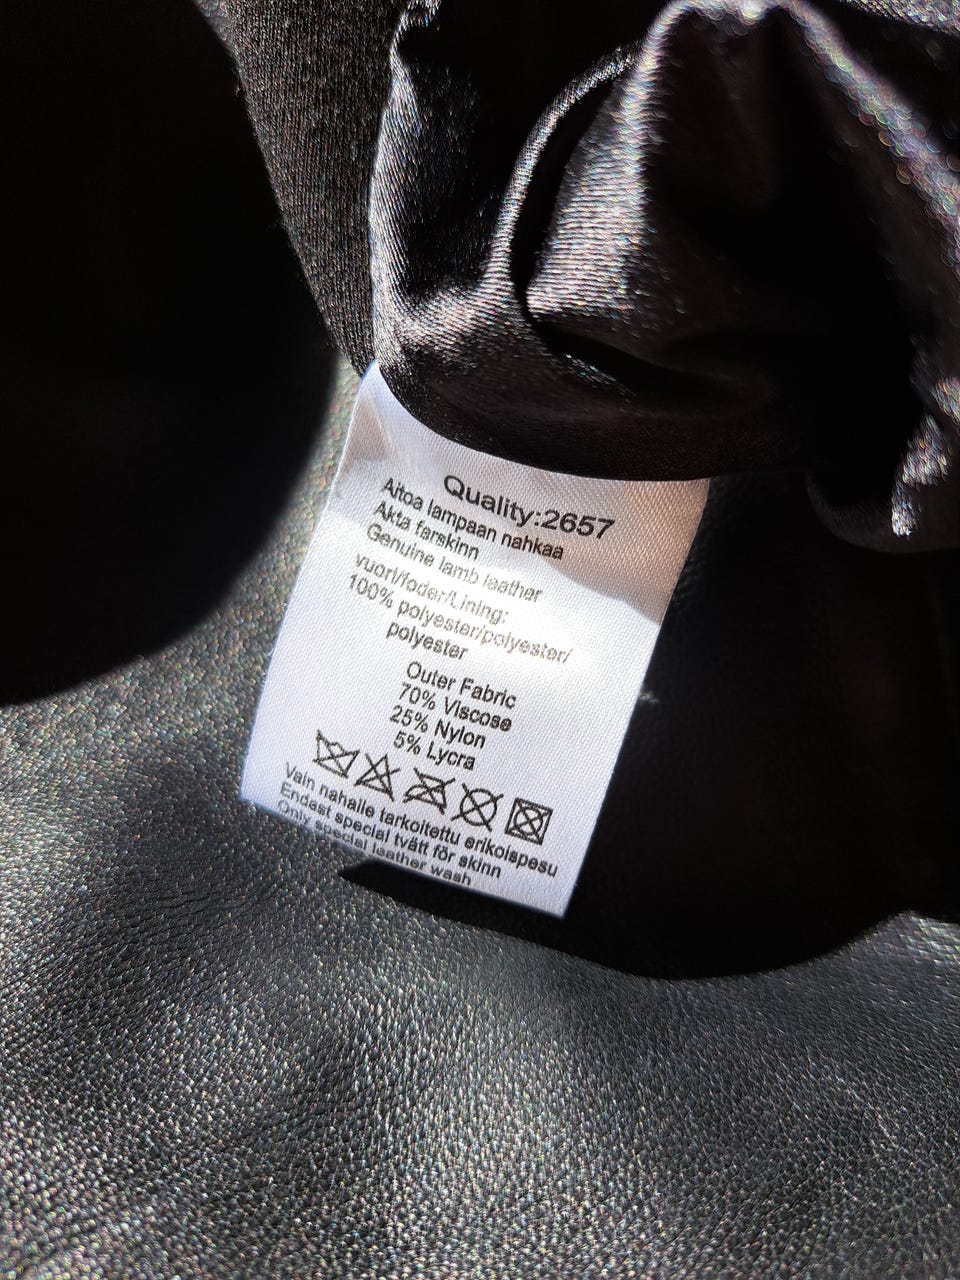 Quality:2657
Aitoa lampaan nahkaa
Äkta fårskinn
Genuine lamb leather
vuori/foder/Lining:
100% polyester/polyester/
polyester
Outer Fabric
70% Viscose
25% Nylon
5% Lycra
Vain nahalle tarkoitettu erikoispesu
Endast special tvätt för skinn
Only special leather wash